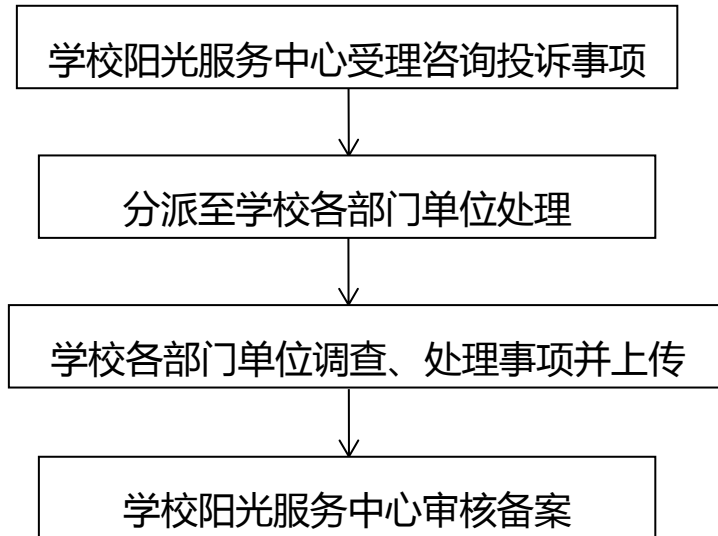 学校阳光服务中心受理咨询投诉事项
分派至学校各部门单位处理
学校各部门单位调查、处理事项并上传
学校阳光服务中心审核备案